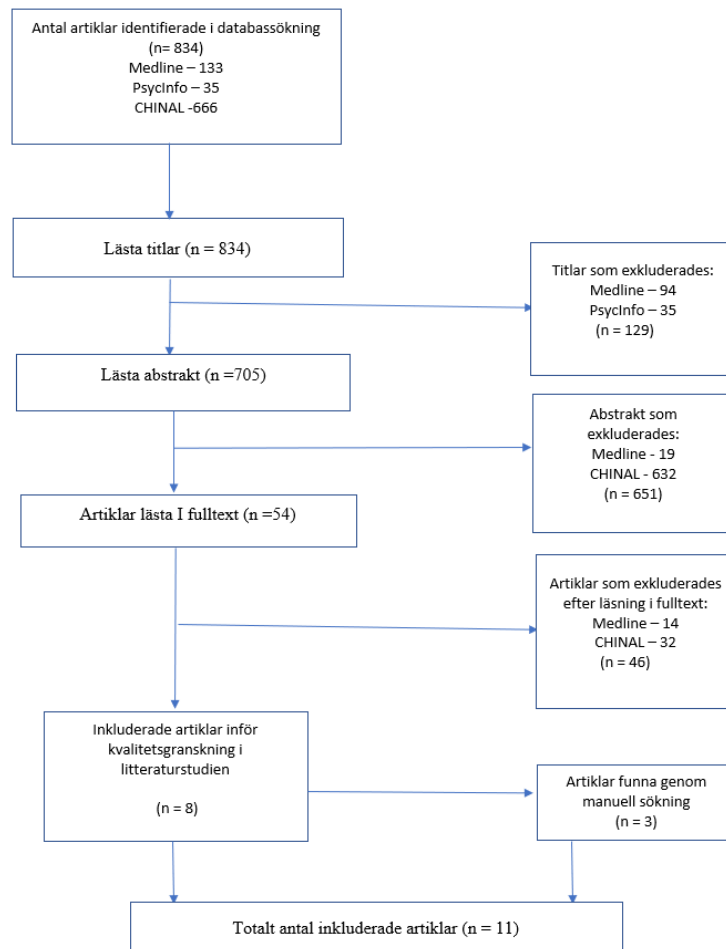 Antal artiklar identifierade i databassökning
(n= 834)
Medline – 133
PsycInfo – 35
CHINAL -666
Lästa titlar (n = 834)
Titlar som exkluderades:
Medline – 94
PsycInfo – 35
(n = 129)
Lästa abstrakt (n =705)
Abstrakt som
exkluderades:
Medline - 19
CHINAL - 632
(n = 651)
Artiklar lästa I fulltext (n =54)
Artiklar som exkluderades
efter läsning i fulltext:
Medline – 14
CHINAL – 32
(n = 46)
Inkluderade artiklar inför
kvalitetsgranskning i
litteraturstudien
(n = 8)
Artiklar funna genom
manuell sökning
(n = 3)
Totalt antal inkluderade artiklar (n = 11)